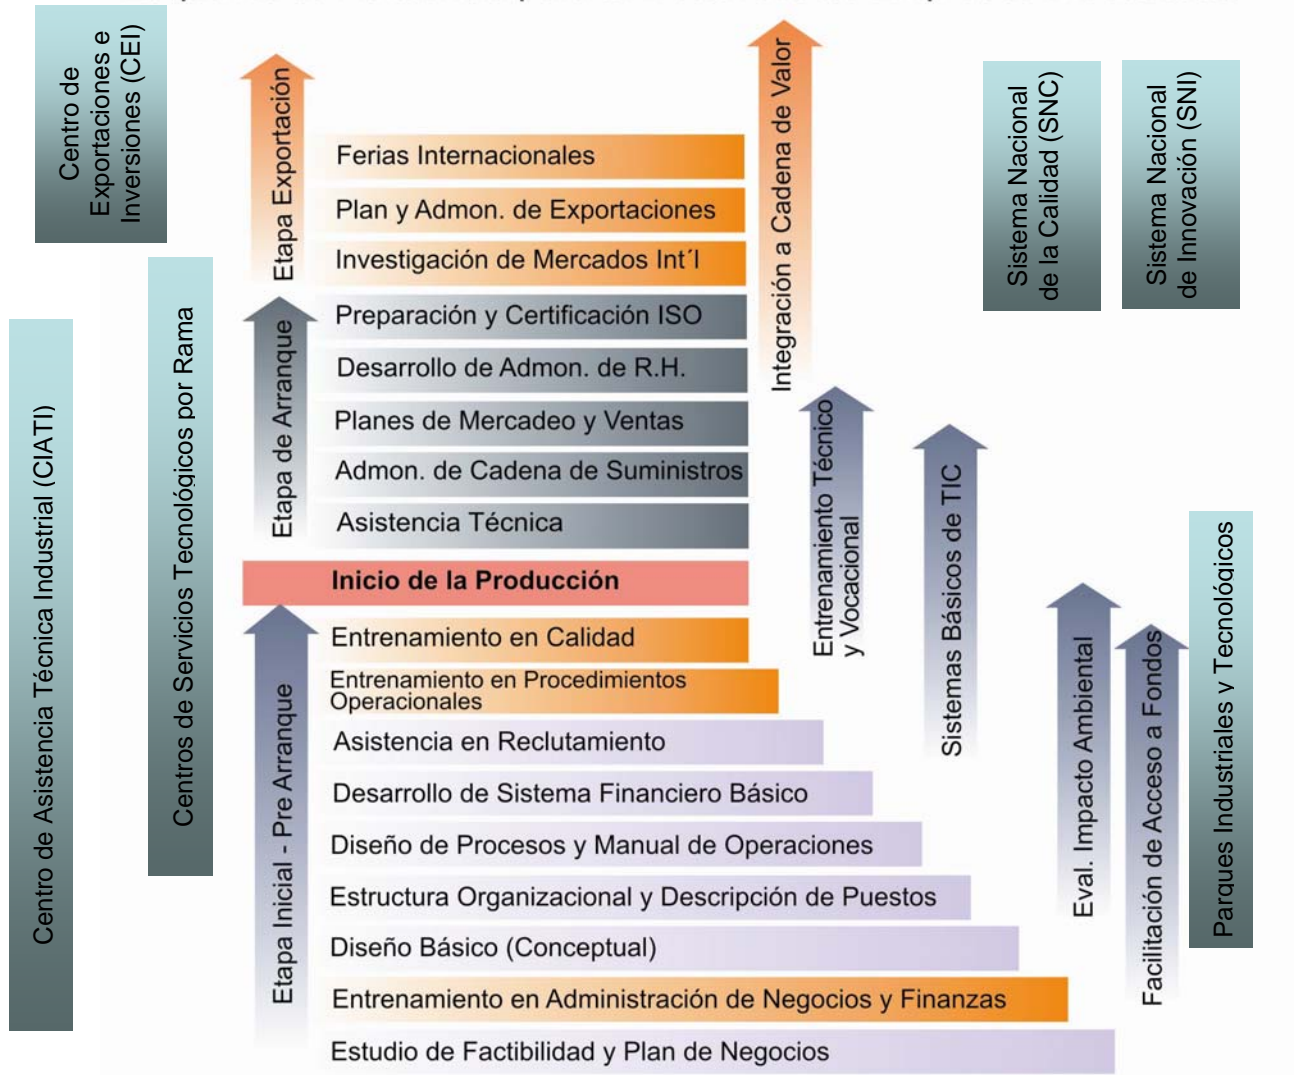 Centro de
Exportaciones e
Inversiones (CEI)
Etapa Exportación
Ferias Internacionales
Plan y Admon. de Exportaciones
Investigación de Mercados Int´l
Integración a Cadena de Valor
Sistema Nacional
de la Calidad (SNC)
Sistema Nacional
de Innovación (SNI)
Centro de Asistencia Técnica Industrial (CIATI)
Centros de Servicios Tecnológicos por Rama
Etapa de Arranque
Preparación y Certificación ISO
Desarrollo de Admon. de R.H.
Planes de Mercadeo y Ventas
Admon. de Cadena de Suministros
Asistencia Técnica
Inicio de la Producción
Entrenamiento Técnico
y Vocacional
Sistemas Básicos de TIC
Etapa Inicial - Pre Arranque
Entrenamiento en Calidad
Entrenamiento en Procedimientos
Operacionales
Asistencia en Reclutamiento
Desarrollo de Sistema Financiero Básico
Diseño de Procesos y Manual de Operaciones
Estructura Organizacional y Descripción de Puestos
Diseño Básico (Conceptual)
Entrenamiento en Administración de Negocios y Finanzas
Estudio de Factibilidad y Plan de Negocios
Eval. Impacto Ambiental
Facilitación de Acceso a Fondos
Parques Industriales y Tecnológicos